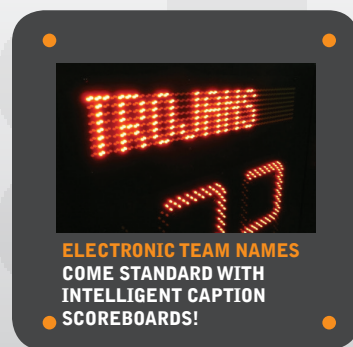 TROJANS
ELECTRONIC TEAM NAMES
COME STANDARD WITH
INTELLIGENT CAPTION
SCOREBOARDS!